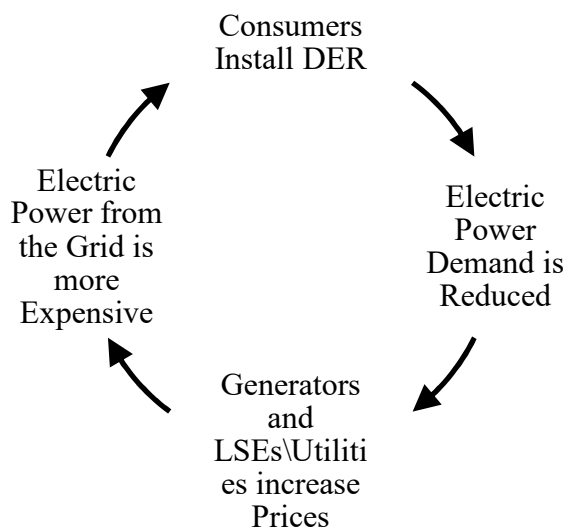 Consumers
Install DER
Electric
Power
Demand is
Reduced
Generators
and
LSEs\Utiliti
es increase
Prices
Electric
Power from
the Grid is
more
Expensive